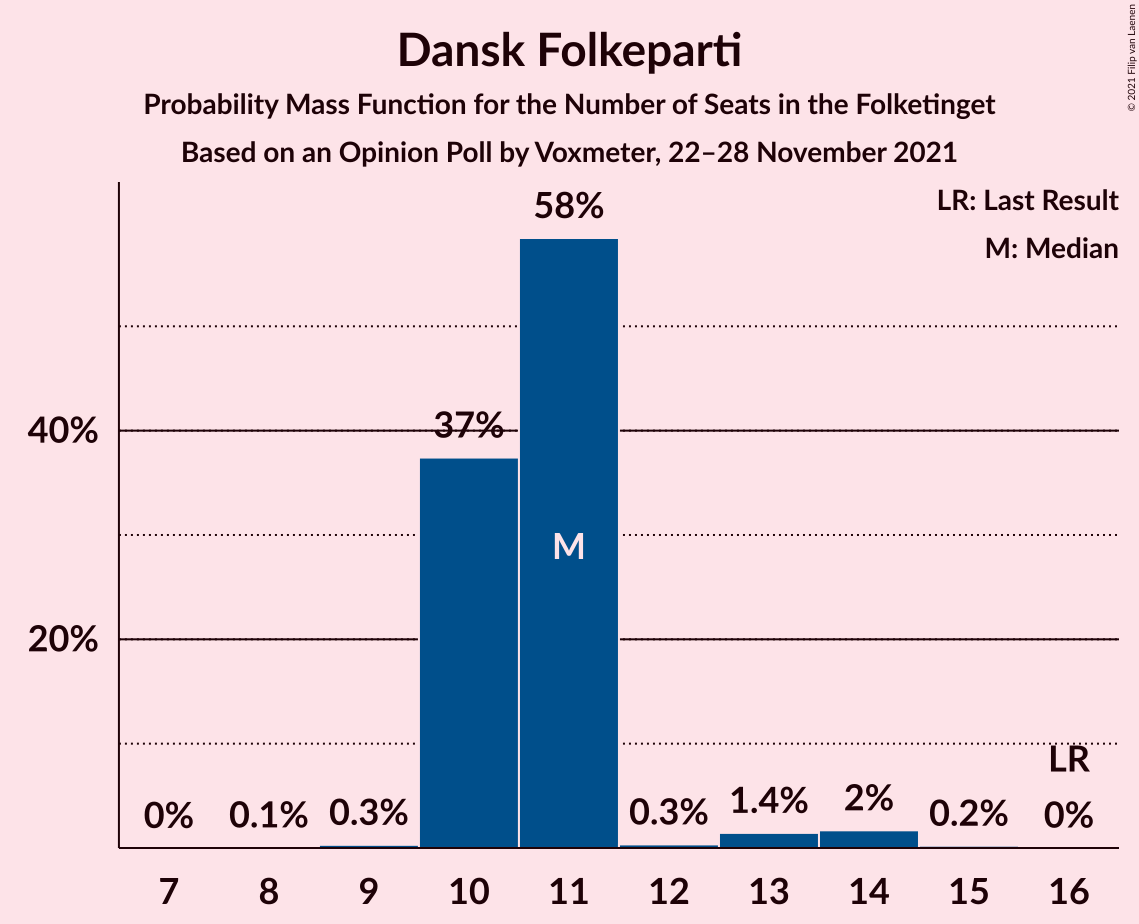 Dansk Folkeparti
Probability Mass Function for the Number of Seats in the Folketinget
Based on an Opinion Poll by Voxmeter, 22–28 November 2021
© 2021 Filip van Laenen
LR: Last Result
M: Median
58%
40%
37%
M
20%
LR
0%
0.1%
0.3%
0.3%
1.4%
2%
0.2%
0%
7
8
9
10
11
12
13
14
15
16